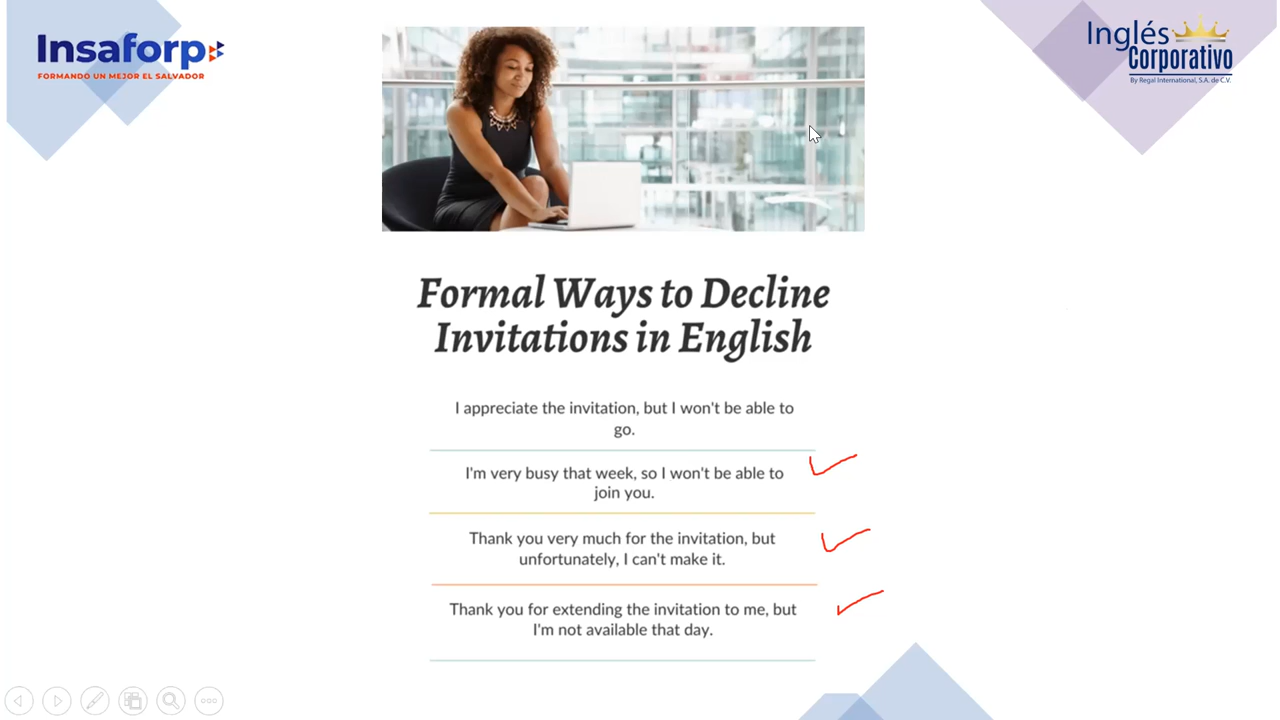 Insaforp
FORMANDO UN MEJOR EL SALVADOR
Inglés
Corporativo
By Regal International, S.A. de C.V.
Formal Ways to Decline
Invitations in English
I appreciate the invitation, but I won't be able to
go.
I'm very busy that week, so I won't be able to
join you.
Thank you very much for the invitation, but
unfortunately, I can't make it.
Thank you for extending the invitation to me, but
I'm not available that day.